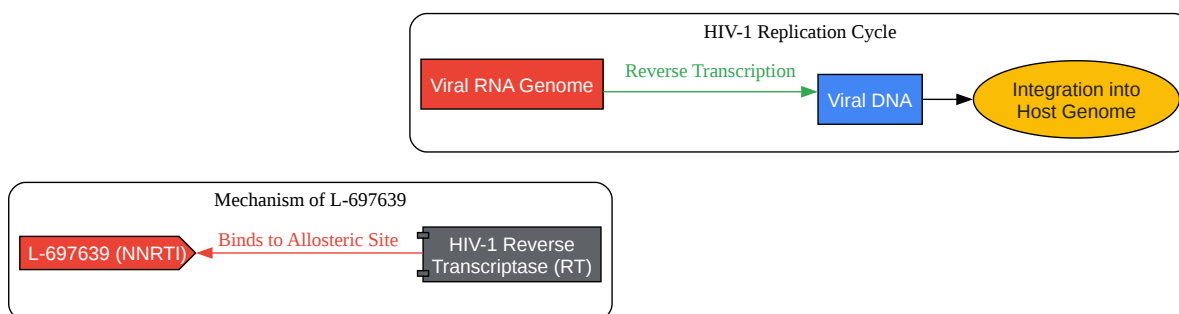 HIV-1 Replication Cycle
Viral RNA Genome
Reverse Transcription
Viral DNA
Integration into
Host Genome
Mechanism of L-697639
L-697639 (NNRTI)
Binds to Allosteric Site
HIV-1 Reverse
Transcriptase (RT)